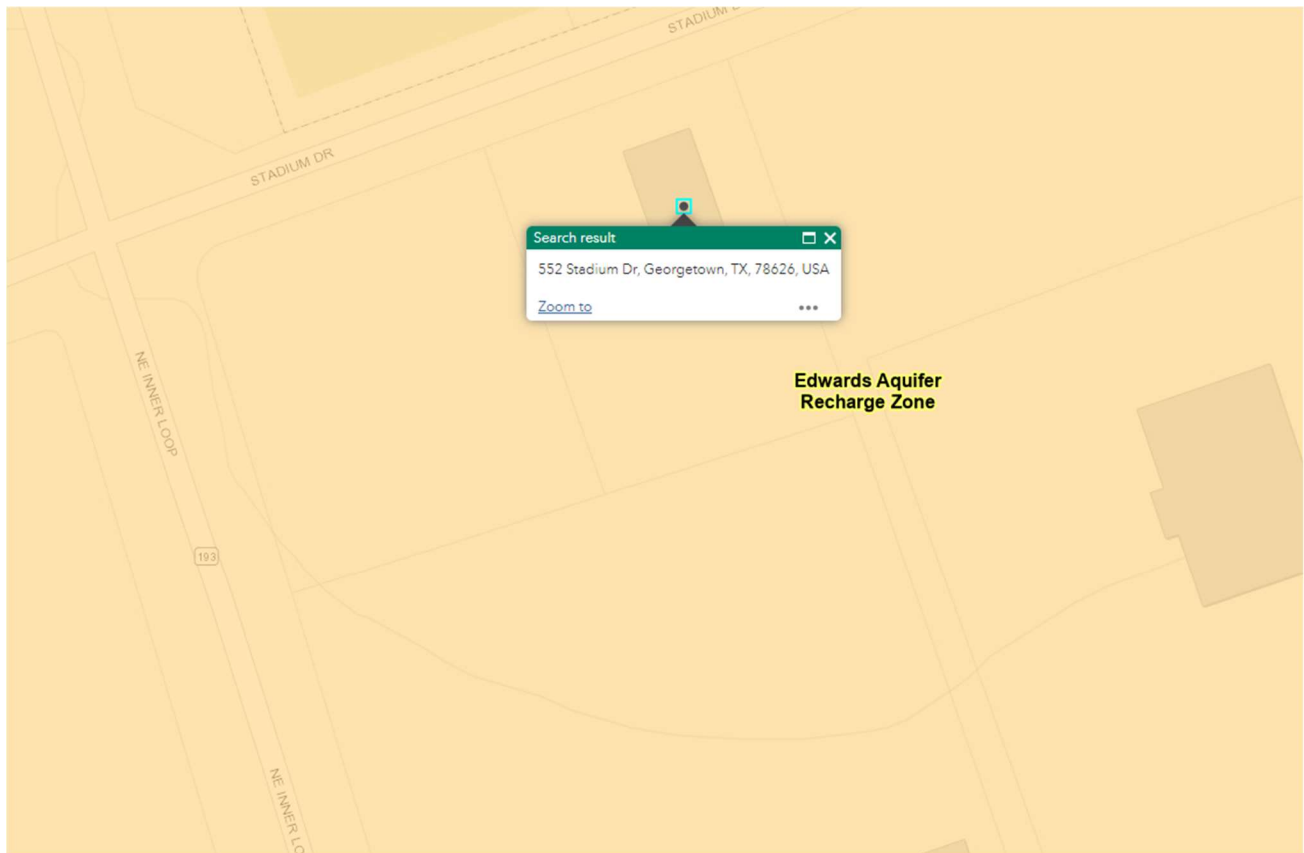 STADIUM D
STADIUM DR
Search result
552 Stadium Dr, Georgetown, TX, 78626, USA
Zoom to
NE INNER LOOP
Edwards Aquifer
Recharge Zone
193
NE INNER LO